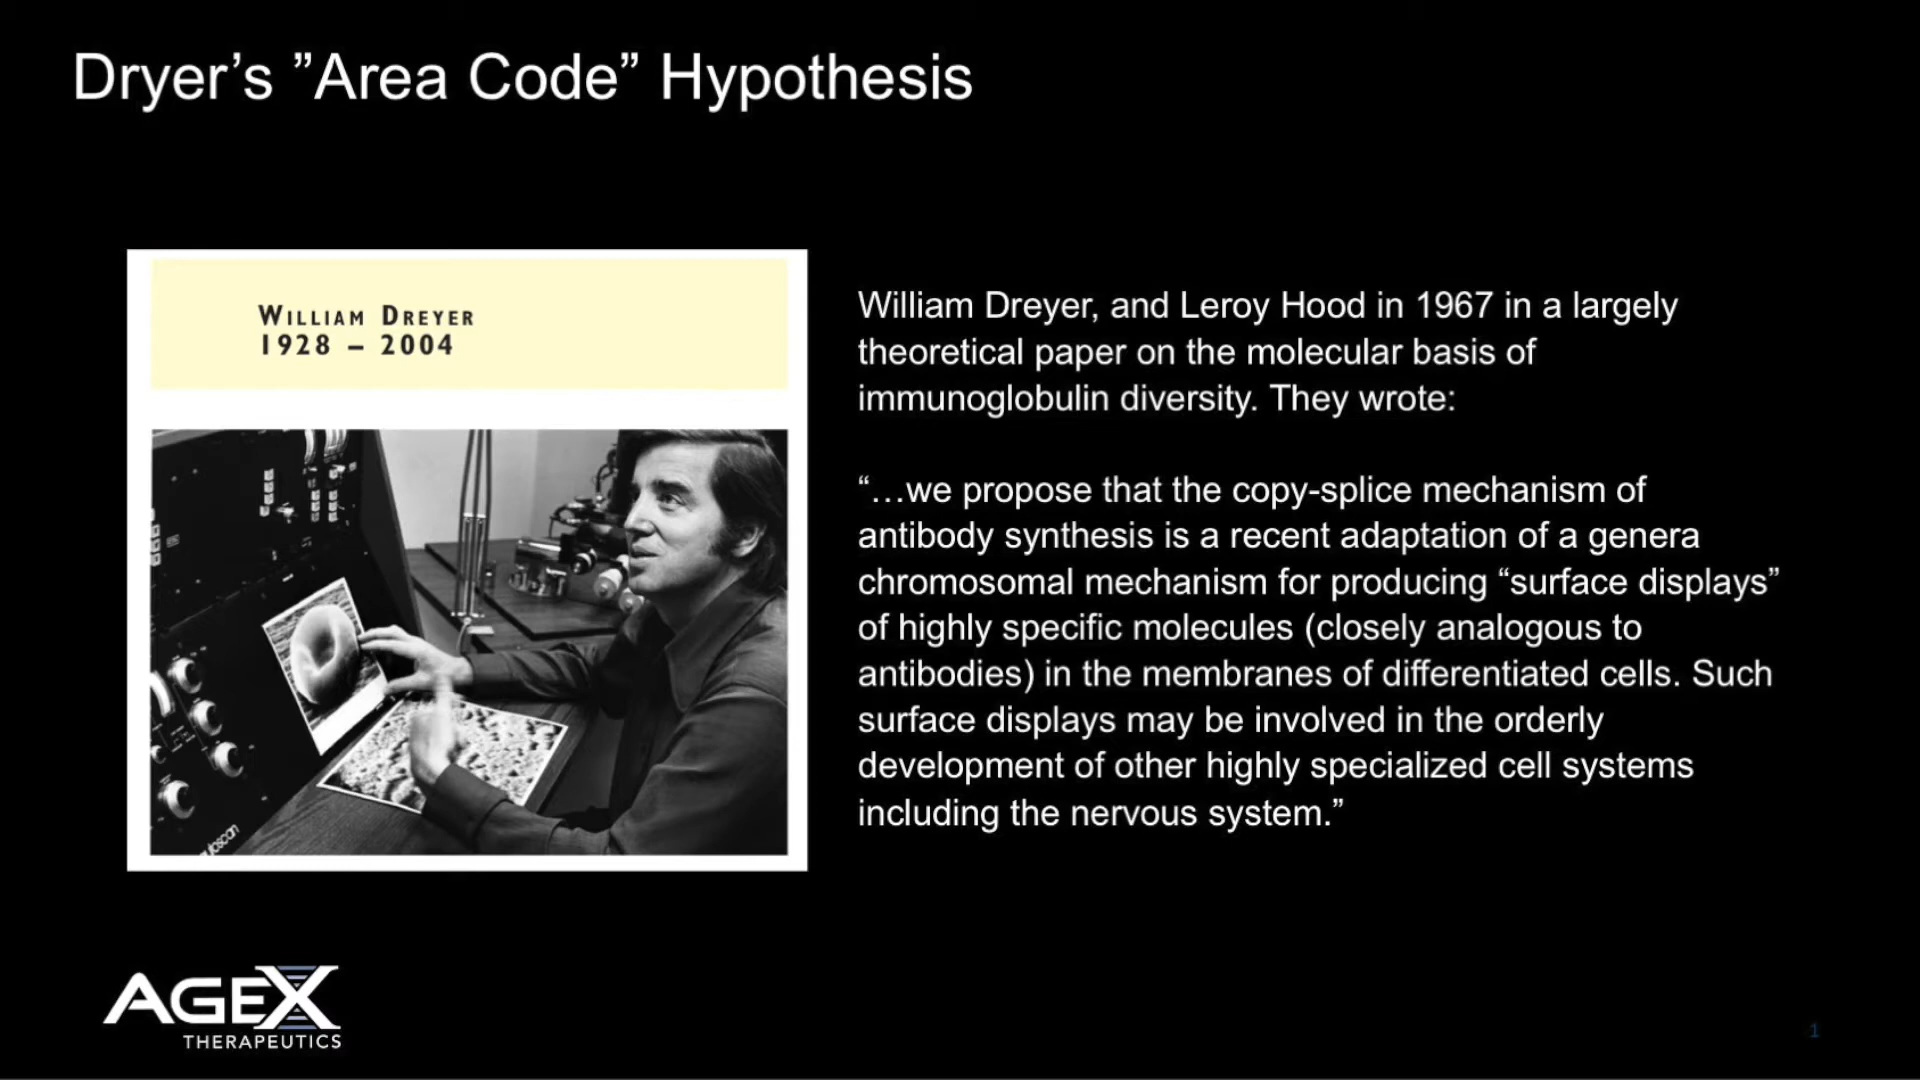 Dryer’s ”Area Code” Hypothesis
WILLIAM DREYER
1928 – 2004
William Dreyer, and Leroy Hood in 1967 in a largely
theoretical paper on the molecular basis of
immunoglobulin diversity. They wrote:
“…we propose that the copy-splice mechanism of
antibody synthesis is a recent adaptation of a genera
chromosomal mechanism for producing “surface displays”
of highly specific molecules (closely analogous to
antibodies) in the membranes of differentiated cells. Such
surface displays may be involved in the orderly
development of other highly specialized cell systems
including the nervous system.”
AGEX
THERAPEUTICS
1